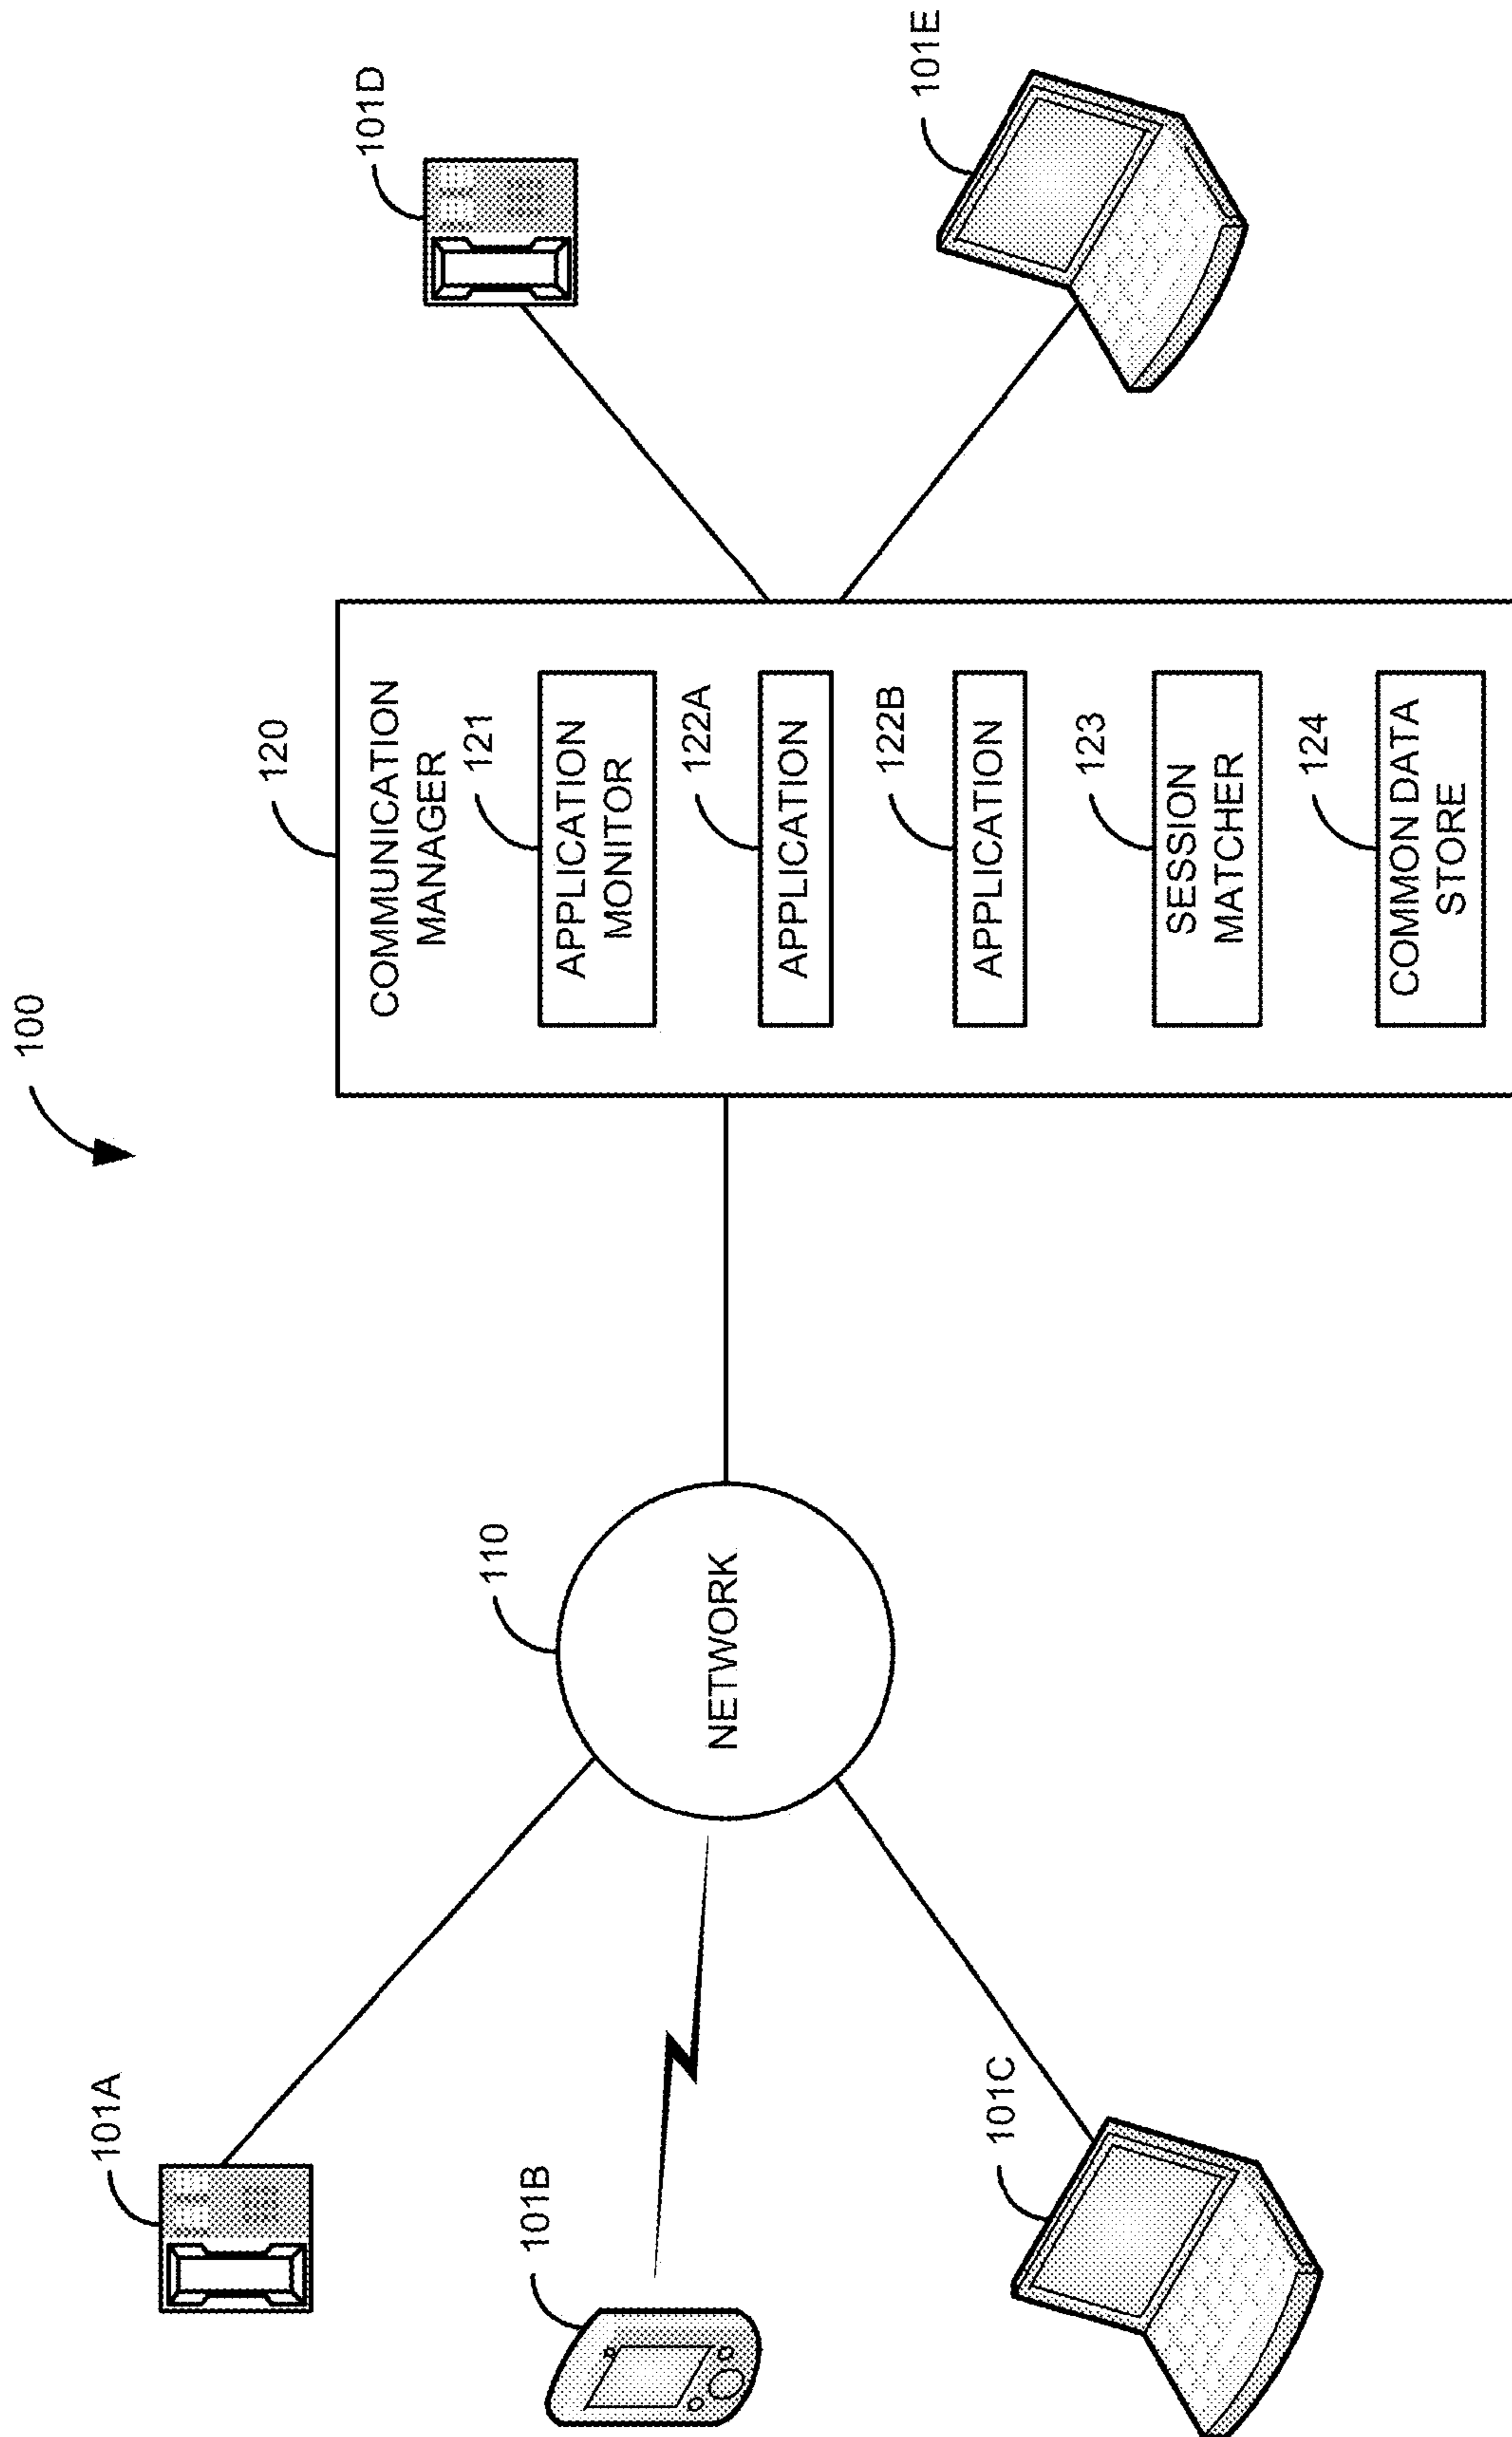 100
101A
101B
101C
110
NETWORK
120
COMMUNICATION
MANAGER
121
APPLICATION
MONITOR
122A
APPLICATION
122B
APPLICATION
123
SESSION
MATCHER
124
COMMON DATA
STORE
101D
101E